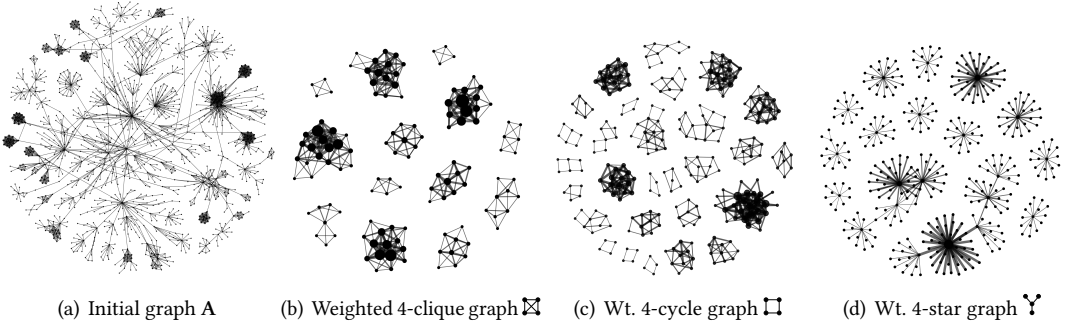 (a) Initial graph A
(b) Weighted 4-clique graph
(c) Wt. 4-cycle graph
(d) Wt. 4-star graph